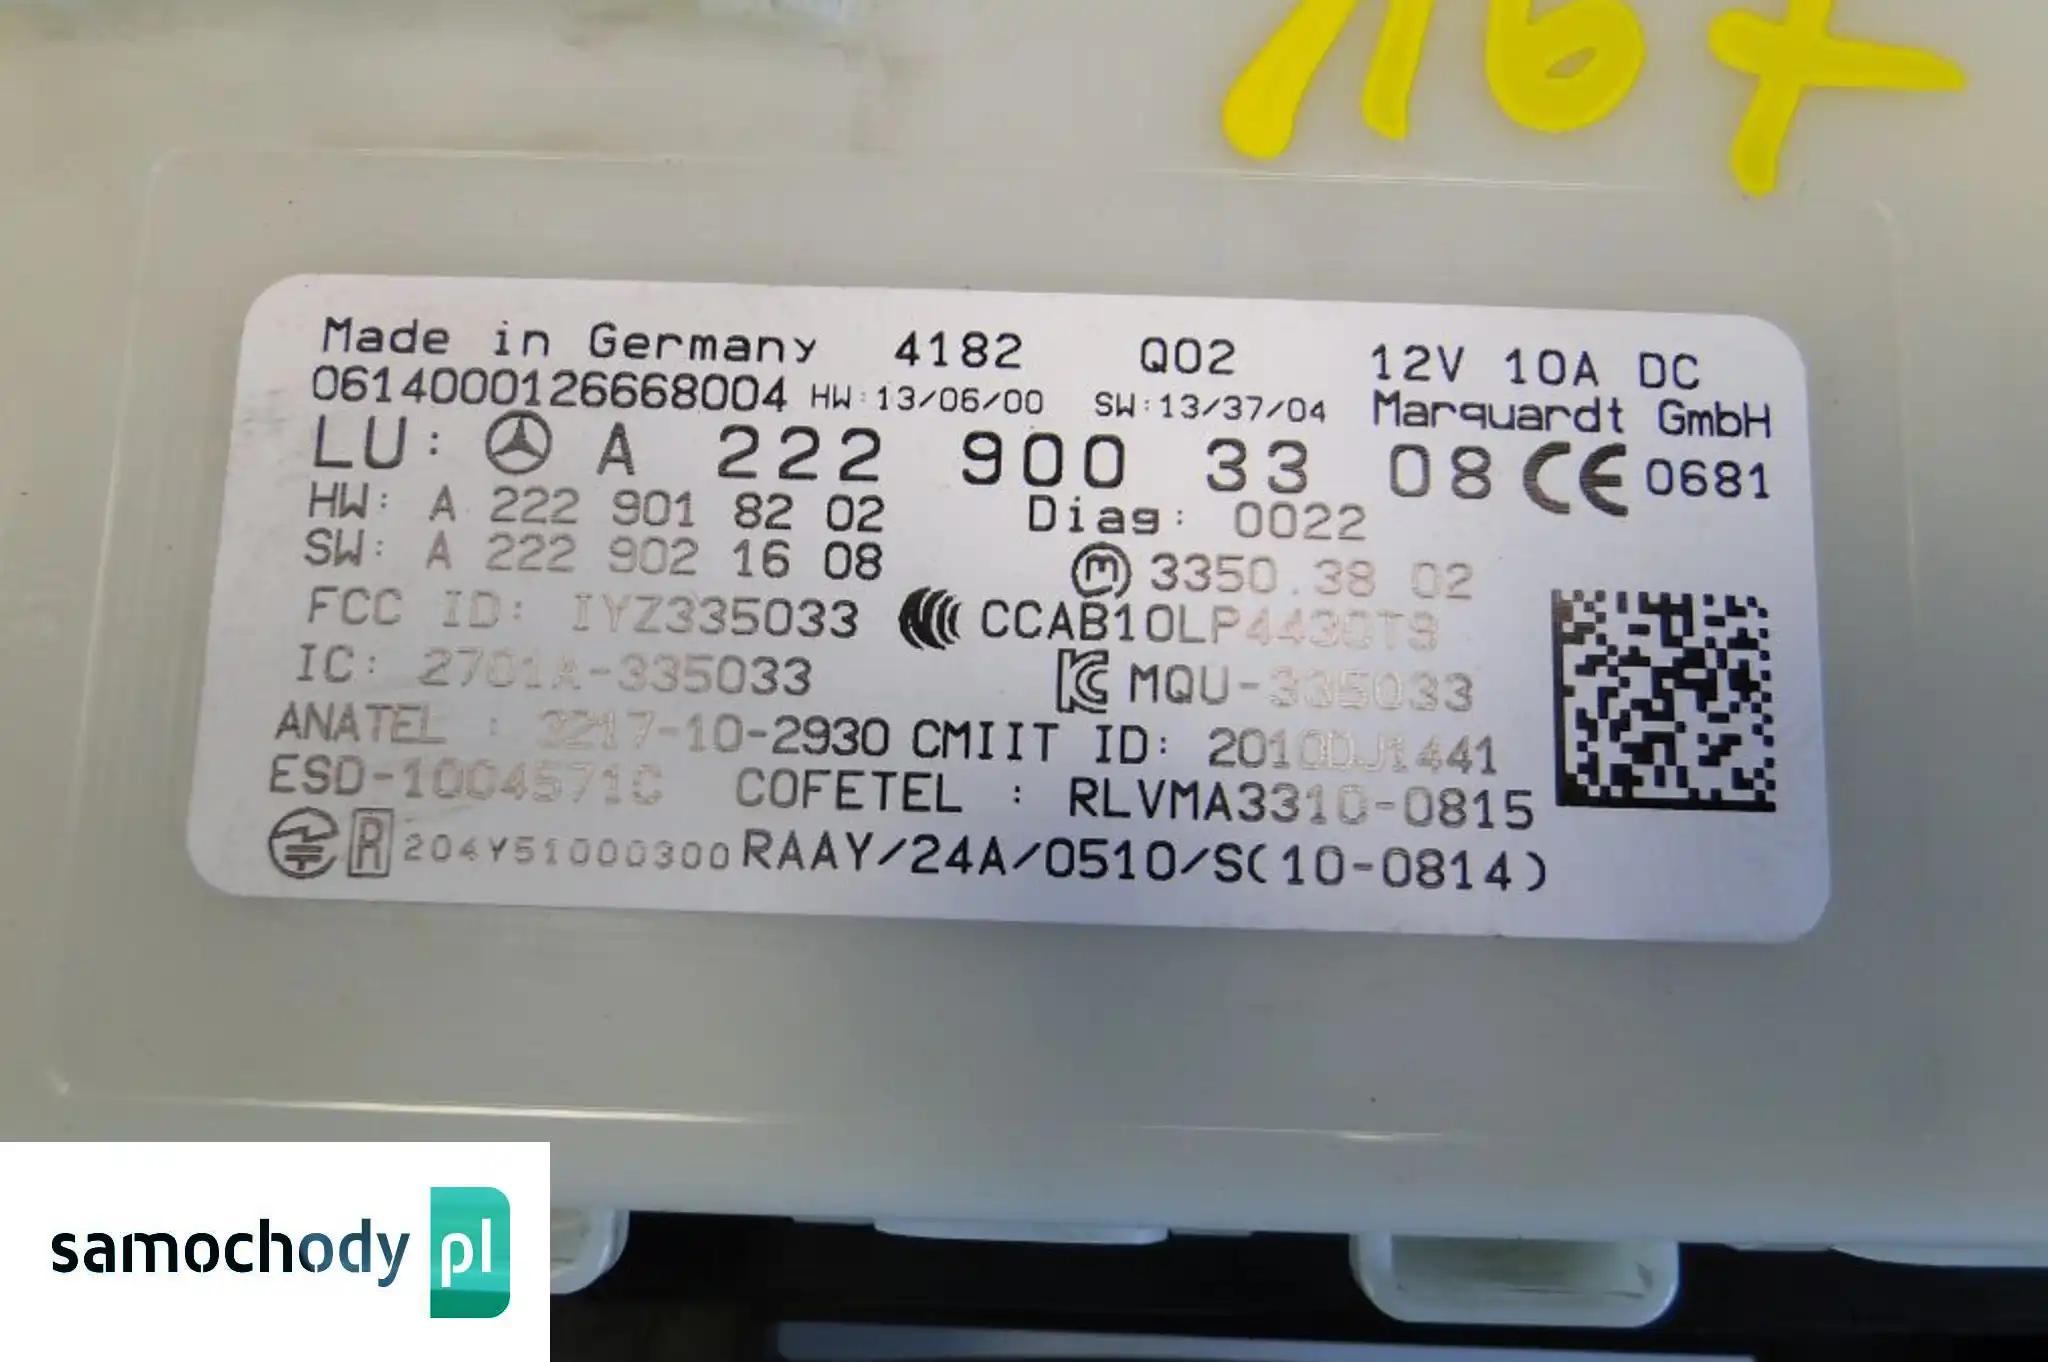 167
Made in Germany 4182 Q02 12V 10A DC
0614000126668004 HW:13/06/00 SW:13/37/04 Marquardt GmbH
LU: A 222 900 33 08 CE 0681
HW: A 222 901 82 02 Diag: 0022
SW: A 222 902 16 08 m 3350.38 02
FCC ID: IYZ335033 CCAB10LP4430T9
IC: 2701A-335033 KC MQU-335033
ANATEL : 3217-10-2930 CMIIT ID: 2010DJ1441
ESD-1004571C COFETEL : RLVMA3310-0815
R 204Y51000300 RAAY/24A/0510/S(10-0814)
samochody pl